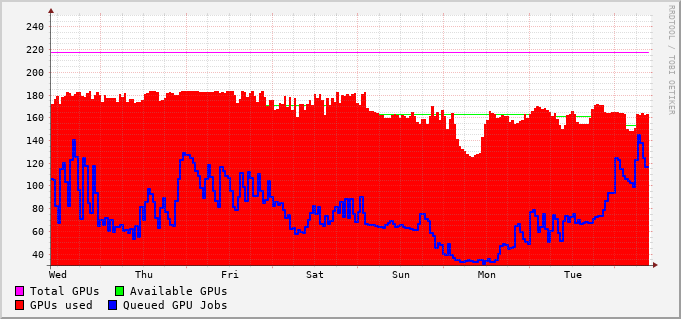 240
220
200
180
160
140
120
100
80
60
40
Wed Thu Fri Sat Sun Mon Tue
Total GPUs Available GPUs
GPUs used Queued GPU Jobs
RRDTOOL / TOBI OETIKER